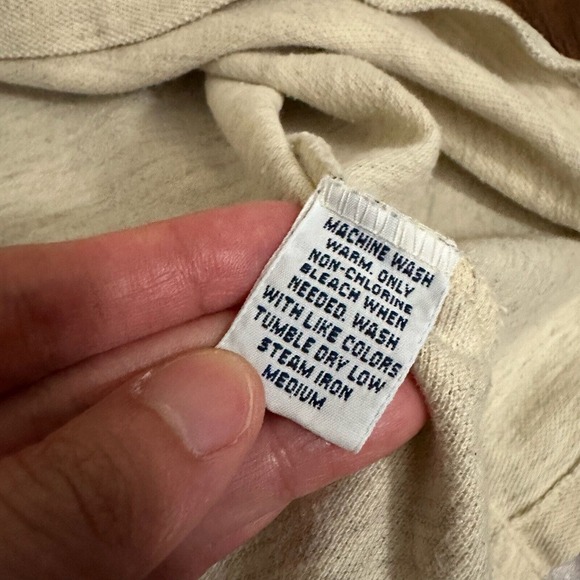 MACHINE WASH
WARM. ONLY
NON-CHLORINE
BLEACH WHEN
NEEDED. WASH
WITH LIKE COLORS
TUMBLE DRY LOW
STEAM IRON
MEDIUM